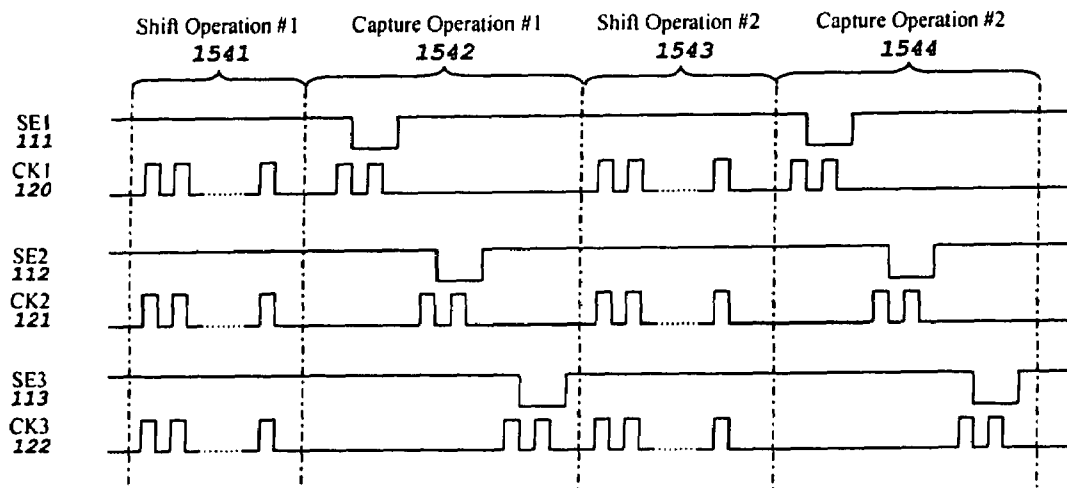 Shift Operation #1
1541
Capture Operation #1
1542
Shift Operation #2
1543
Capture Operation #2
1544
SE1
111
CK1
120
SE2
112
CK2
121
SE3
113
CK3
122